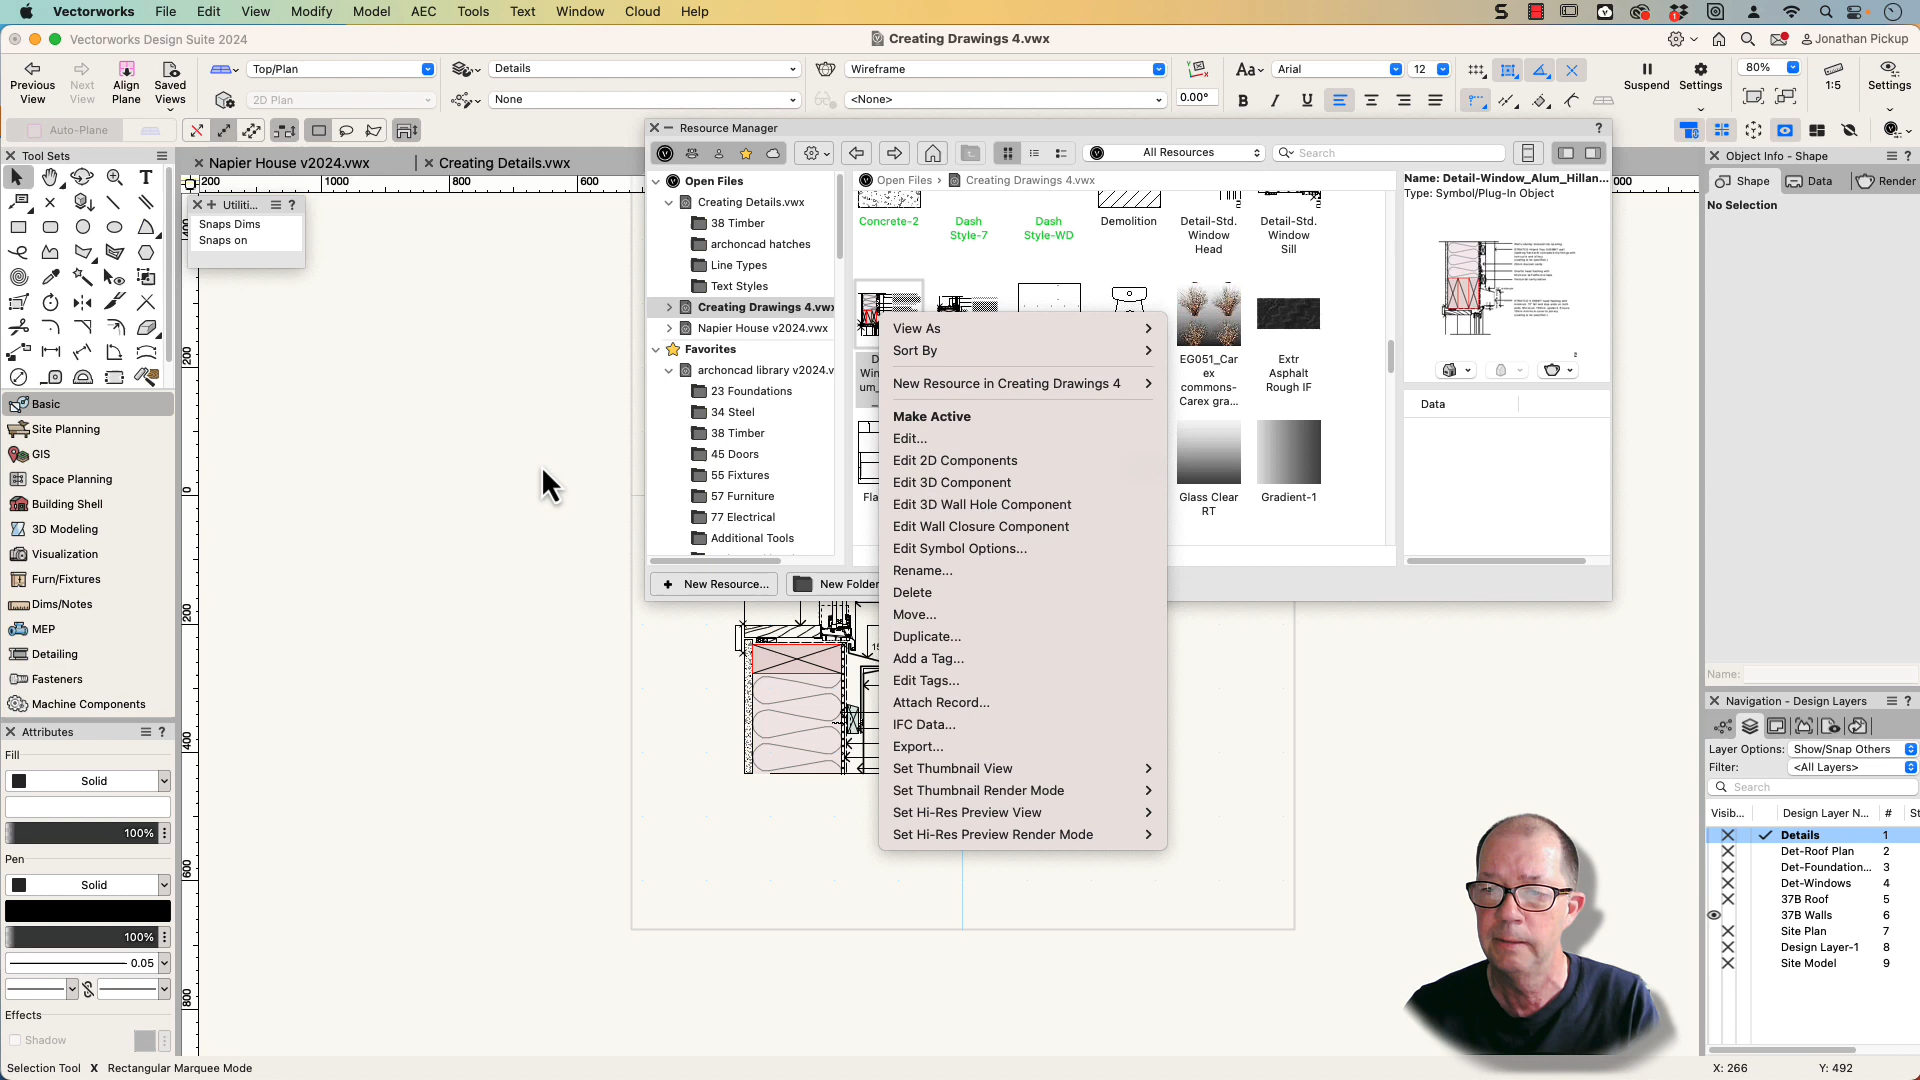 Vectorworks File Edit View Modify Model AEC Tools Text Window Cloud Help
Vectorworks Design Suite 2024
Creating Drawings 4.vwx
Jonathan Pickup
Previous View
Next View
Align Plane
Saved Views
Top/Plan
2D Plan
Details
None
Wireframe
<None>
0.00°
Arial
12
B I U
Suspend
Settings
80%
1:5
Settings
Auto-Plane
Tool Sets
Napier House v2024.vwx
Creating Details.vwx
200 1000 800 600
Utiliti...
Snaps Dims
Snaps on
Basic
Site Planning
GIS
Space Planning
Building Shell
3D Modeling
Visualization
Furn/Fixtures
Dims/Notes
MEP
Detailing
Fasteners
Machine Components
Attributes
Fill
Solid
100%
Pen
Solid
100%
0.05
Effects
Shadow
Selection Tool X Rectangular Marquee Mode
400
200
0
200
400
600
800
Resource Manager
All Resources
Search
Open Files
Creating Details.vwx
38 Timber
archoncad hatches
Line Types
Text Styles
Creating Drawings 4.vwx
Napier House v2024.vwx
Favorites
archoncad library v2024.v
23 Foundations
34 Steel
38 Timber
45 Doors
55 Fixtures
57 Furniture
77 Electrical
Additional Tools
New Resource...
New Folder
Open Files
Creating Drawings 4.vwx
Concrete-2
Dash Style-7
Dash Style-WD
Demolition
Detail-Std. Window Head
Detail-Std. Window Sill
EG051_Car
ex
commons-
Carex gra...
Extr
Asphalt
Rough IF
Glass Clear
RT
Gradient-1
View As
Sort By
New Resource in Creating Drawings 4
Make Active
Edit...
Edit 2D Components
Edit 3D Component
Edit 3D Wall Hole Component
Edit Wall Closure Component
Edit Symbol Options...
Rename...
Delete
Move...
Duplicate...
Add a Tag...
Edit Tags...
Attach Record...
IFC Data...
Export...
Set Thumbnail View
Set Thumbnail Render Mode
Set Hi-Res Preview View
Set Hi-Res Preview Render Mode
Name: Detail-Window_Alum_Hillan...
Type: Symbol/Plug-In Object
Data
Object Info - Shape
Shape
Data
Render
No Selection
Name:
Navigation - Design Layers
Layer Options: Show/Snap Others
Filter: <All Layers>
Search
Visib... Design Layer N... # St
Details 1
Det-Roof Plan 2
Det-Foundation... 3
Det-Windows 4
37B Roof 5
37B Walls 6
Site Plan 7
Design Layer-1 8
Site Model 9
X: 266 Y: 492